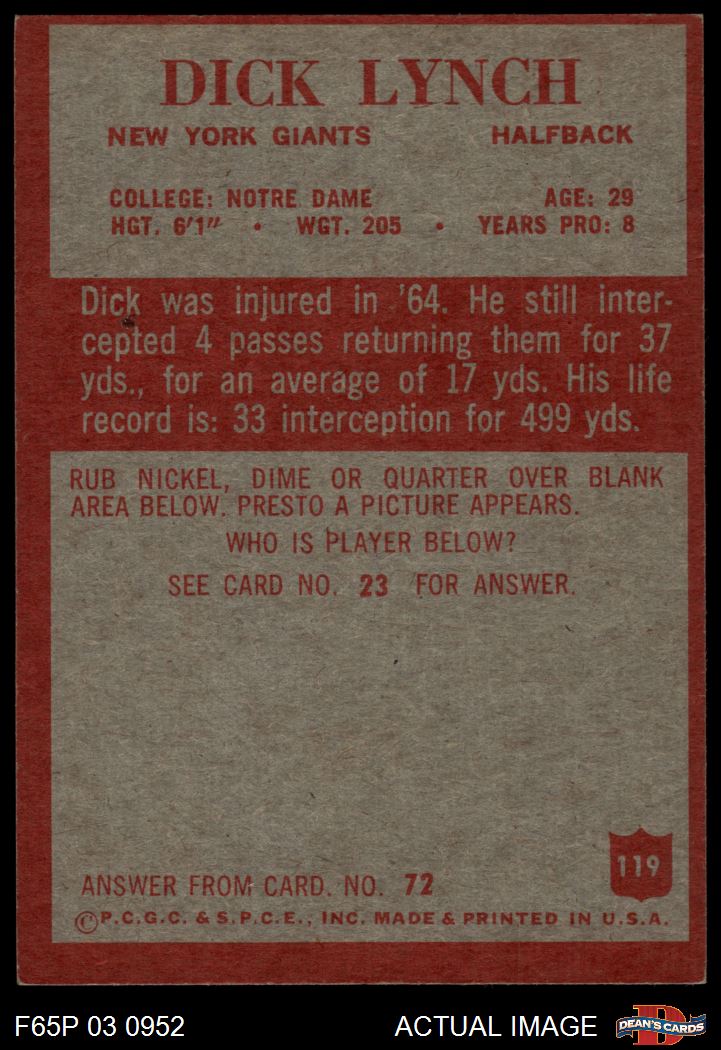 DICK LYNCH
NEW YORK GIANTS HALFBACK
COLLEGE: NOTRE DAME AGE: 29
HGT. 6'1" • WGT. 205 • YEARS PRO: 8
Dick was injured in '64. He still inter-
cepted 4 passes returning them for 37
yds., for an average of 17 yds. His life
record is: 33 interception for 499 yds.
RUB NICKEL, DIME OR QUARTER OVER BLANK
AREA BELOW. PRESTO A PICTURE APPEARS.
WHO IS PLAYER BELOW?
SEE CARD NO. 23 FOR ANSWER.
119
ANSWER FROM CARD. NO. 72
©P.C.G.C. & S.P.C.E., INC. MADE & PRINTED IN U.S.A.
F65P 03 0952 ACTUAL IMAGE D DEAN'S CARDS